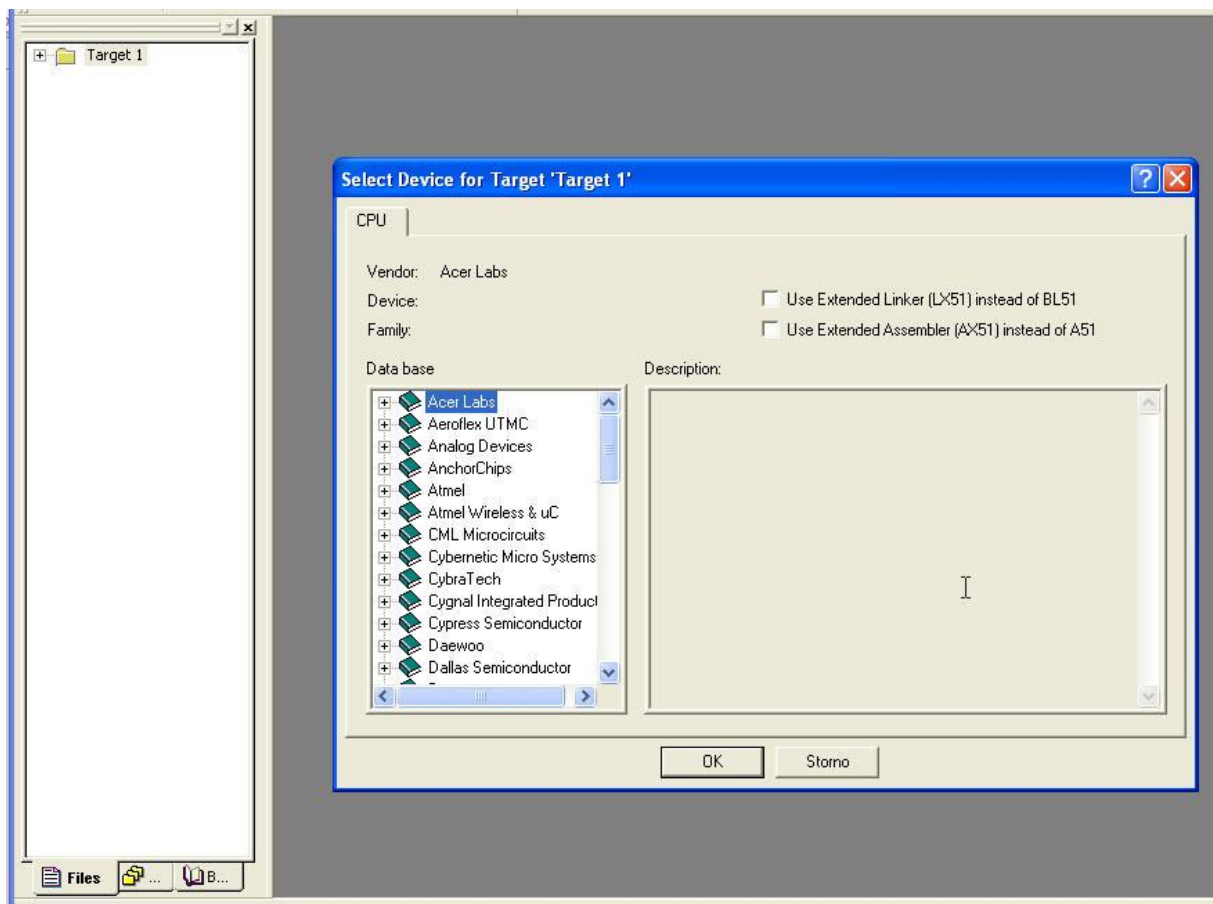 Target 1
Select Device for Target 'Target 1'
CPU
Vendor: Acer Labs
Device:
Use Extended Linker (LX51) instead of BL51
Family:
Use Extended Assembler (AX51) instead of A51
Data base
Description:
Acer Labs
Aeroflex UTMC
Analog Devices
AnchorChips
Atmel
Atmel Wireless & uC
CML Microcircuits
Cybernetic Micro Systems
CybraTech
Cygnal Integrated Product
Cypress Semiconductor
Daewoo
Dallas Semiconductor
OK
Storno
Files
...
B...